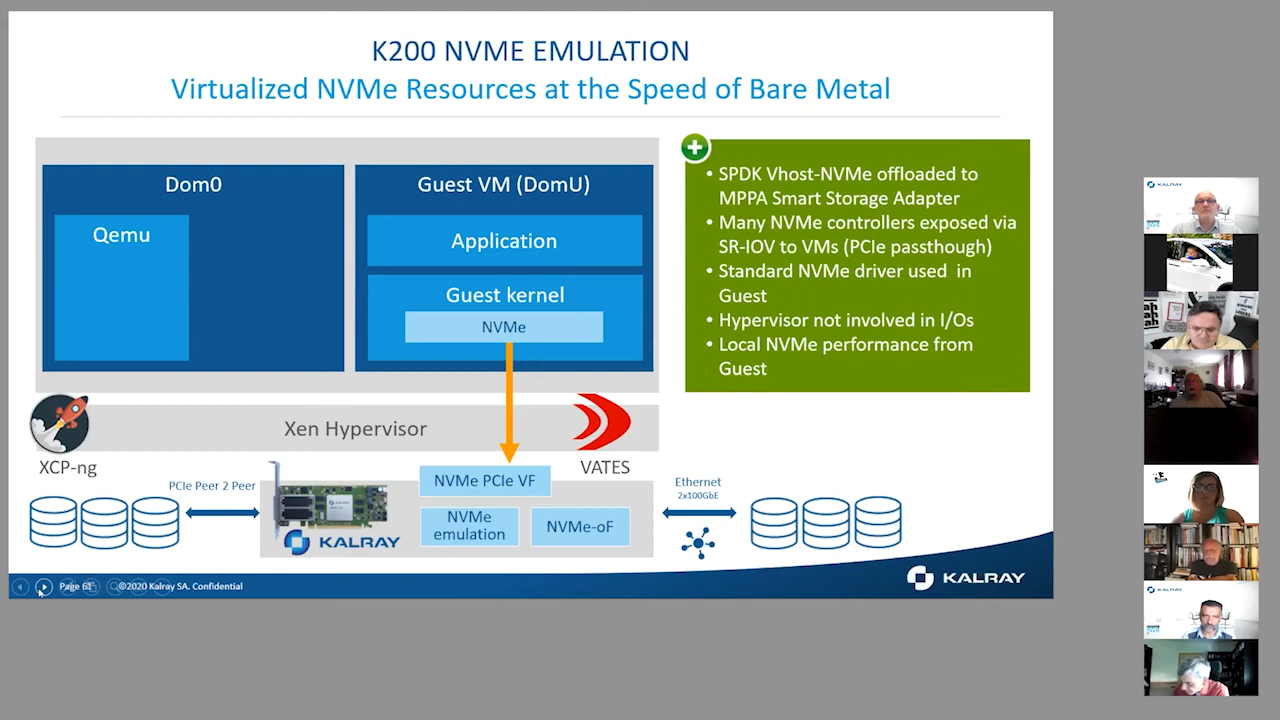 K200 NVME EMULATION
Virtualized NVMe Resources at the Speed of Bare Metal
Dom0
Qemu
Guest VM (DomU)
Application
Guest kernel
NVMe
• SPDK Vhost-NVMe offloaded to
MPPA Smart Storage Adapter
• Many NVMe controllers exposed via
SR-IOV to VMs (PCIe passthough)
• Standard NVMe driver used in
Guest
• Hypervisor not involved in I/Os
• Local NVMe performance from
Guest
Xen Hypervisor
XCP-ng
VATES
PCIe Peer 2 Peer
NVMe PCIe VF
NVMe
emulation
NVMe-oF
KALRAY
Ethernet
2x100GbE
Page 61
©2020 Kalray SA. Confidential
KALRAY
KALRAY
KALRAY